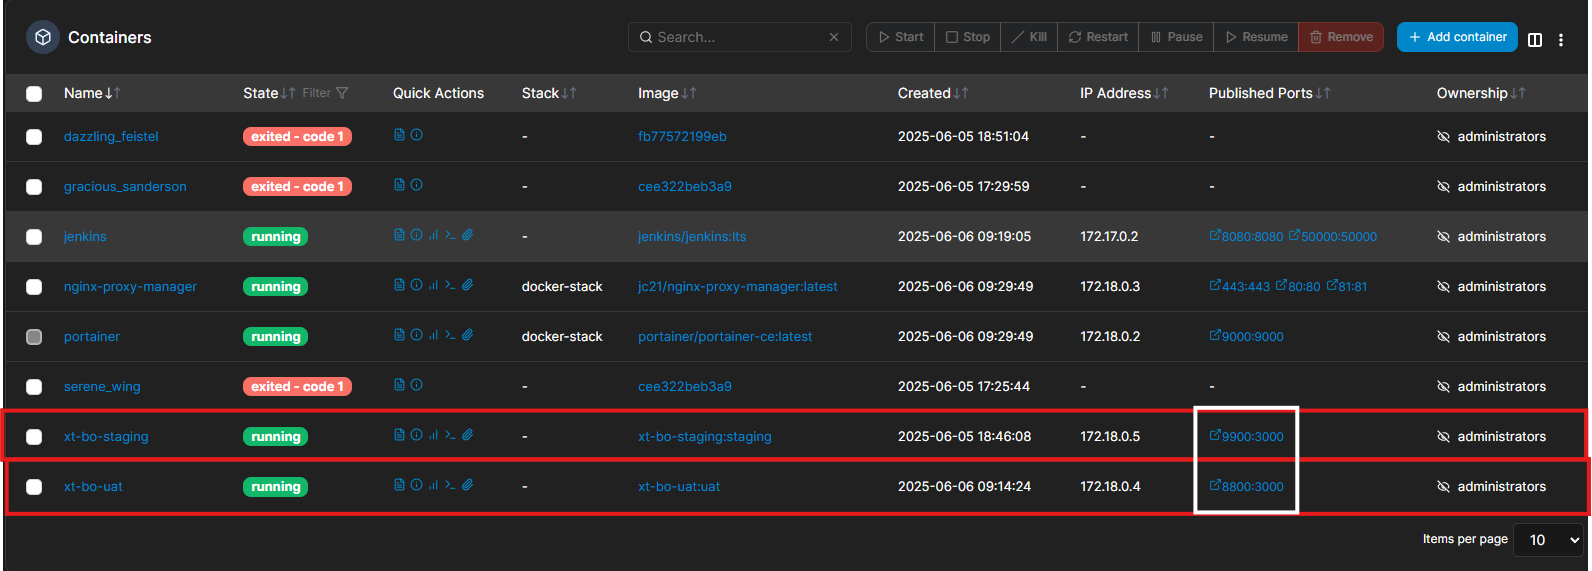 Containers Search... Start Stop Kill Restart Pause Resume Remove + Add container
Name State Filter Quick Actions Stack Image Created IP Address Published Ports Ownership
dazzling_feistel exited - code 1 - fb77572199eb 2025-06-05 18:51:04 - - administrators
gracious_sanderson exited - code 1 - cee322beb3a9 2025-06-05 17:29:59 - - administrators
jenkins running - jenkins/jenkins:lts 2025-06-06 09:19:05 172.17.0.2 8080:8080 50000:50000 administrators
nginx-proxy-manager running docker-stack jc21/nginx-proxy-manager:latest 2025-06-06 09:29:49 172.18.0.3 443:443 80:80 81:81 administrators
portainer running docker-stack portainer/portainer-ce:latest 2025-06-06 09:29:49 172.18.0.2 9000:9000 administrators
serene_wing exited - code 1 - cee322beb3a9 2025-06-05 17:25:44 - - administrators
xt-bo-staging running - xt-bo-staging:staging 2025-06-05 18:46:08 172.18.0.5 9900:3000 administrators
xt-bo-uat running - xt-bo-uat:uat 2025-06-06 09:14:24 172.18.0.4 8800:3000 administrators
Items per page 10